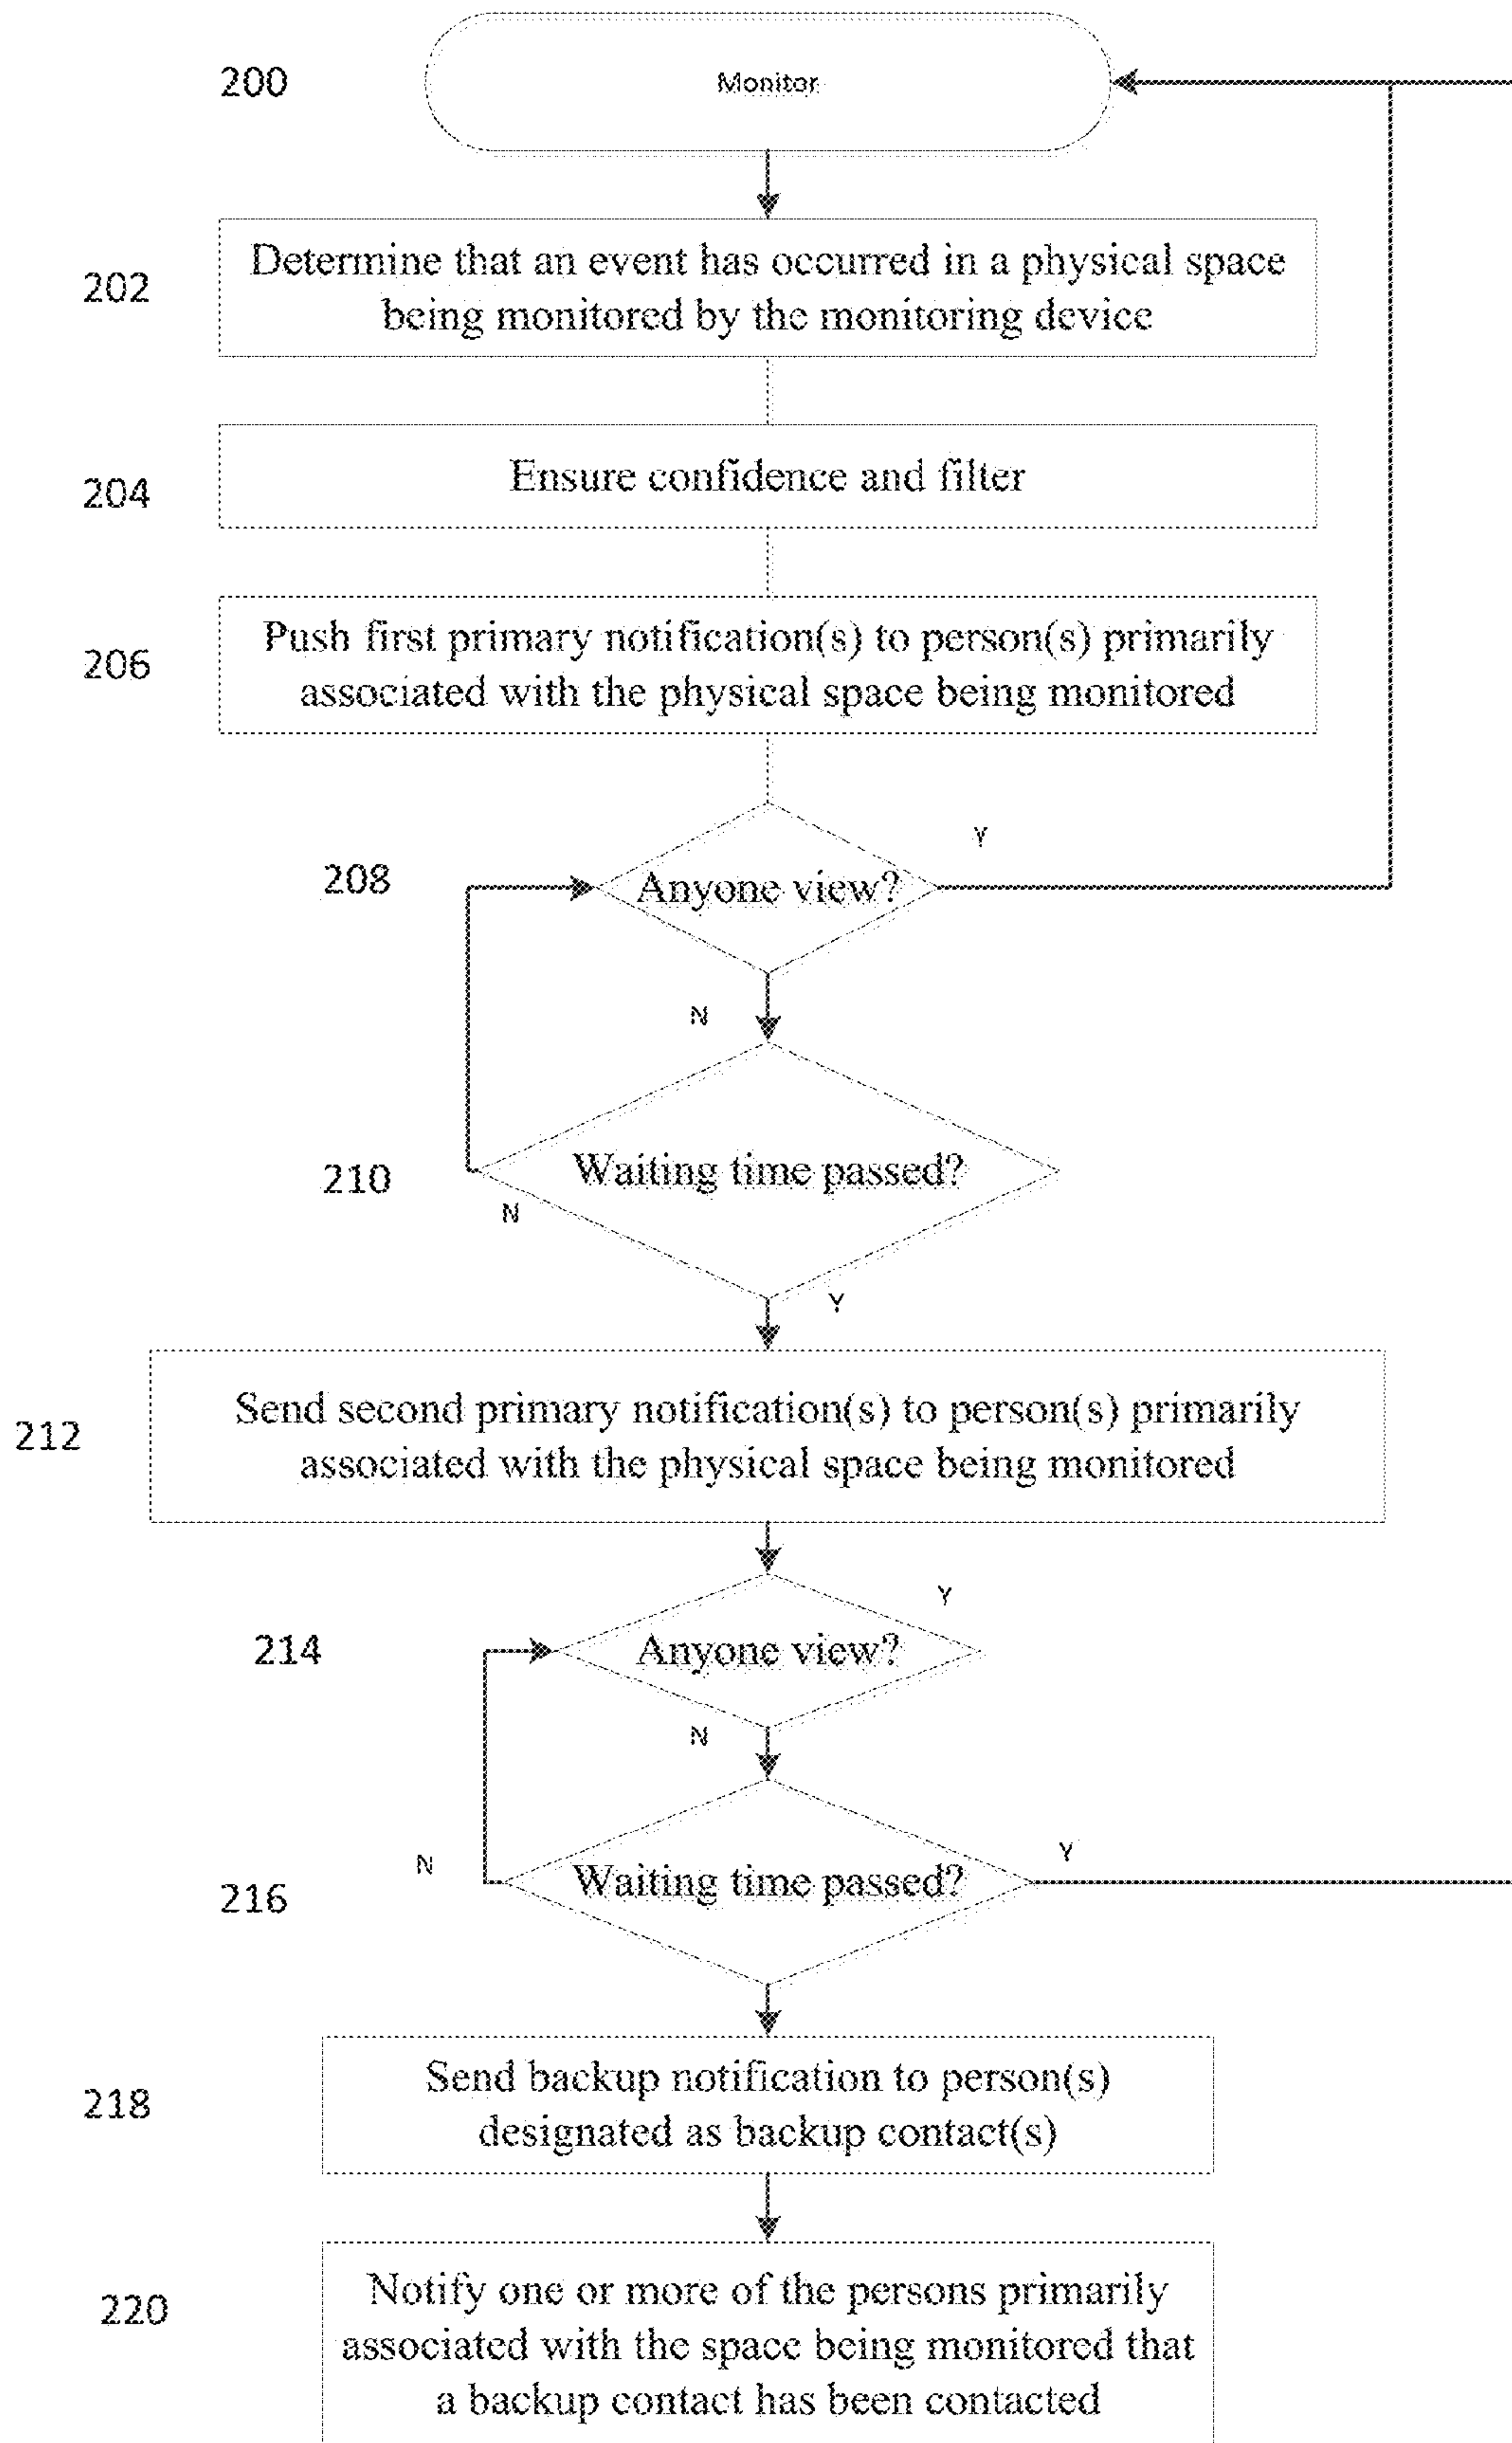 200
Monitor
202
Determine that an event has occurred in a physical space
being monitored by the monitoring device
204
Ensure confidence and filter
206
Push first primary notification(s) to person(s) primarily
associated with the physical space being monitored
208
Anyone view?
Y
N
210
Waiting time passed?
N
Y
212
Send second primary notification(s) to person(s) primarily
associated with the physical space being monitored
214
Anyone view?
Y
N
216
Waiting time passed?
N
Y
218
Send backup notification to person(s)
designated as backup contact(s)
220
Notify one or more of the persons primarily
associated with the space being monitored that
a backup contact has been contacted